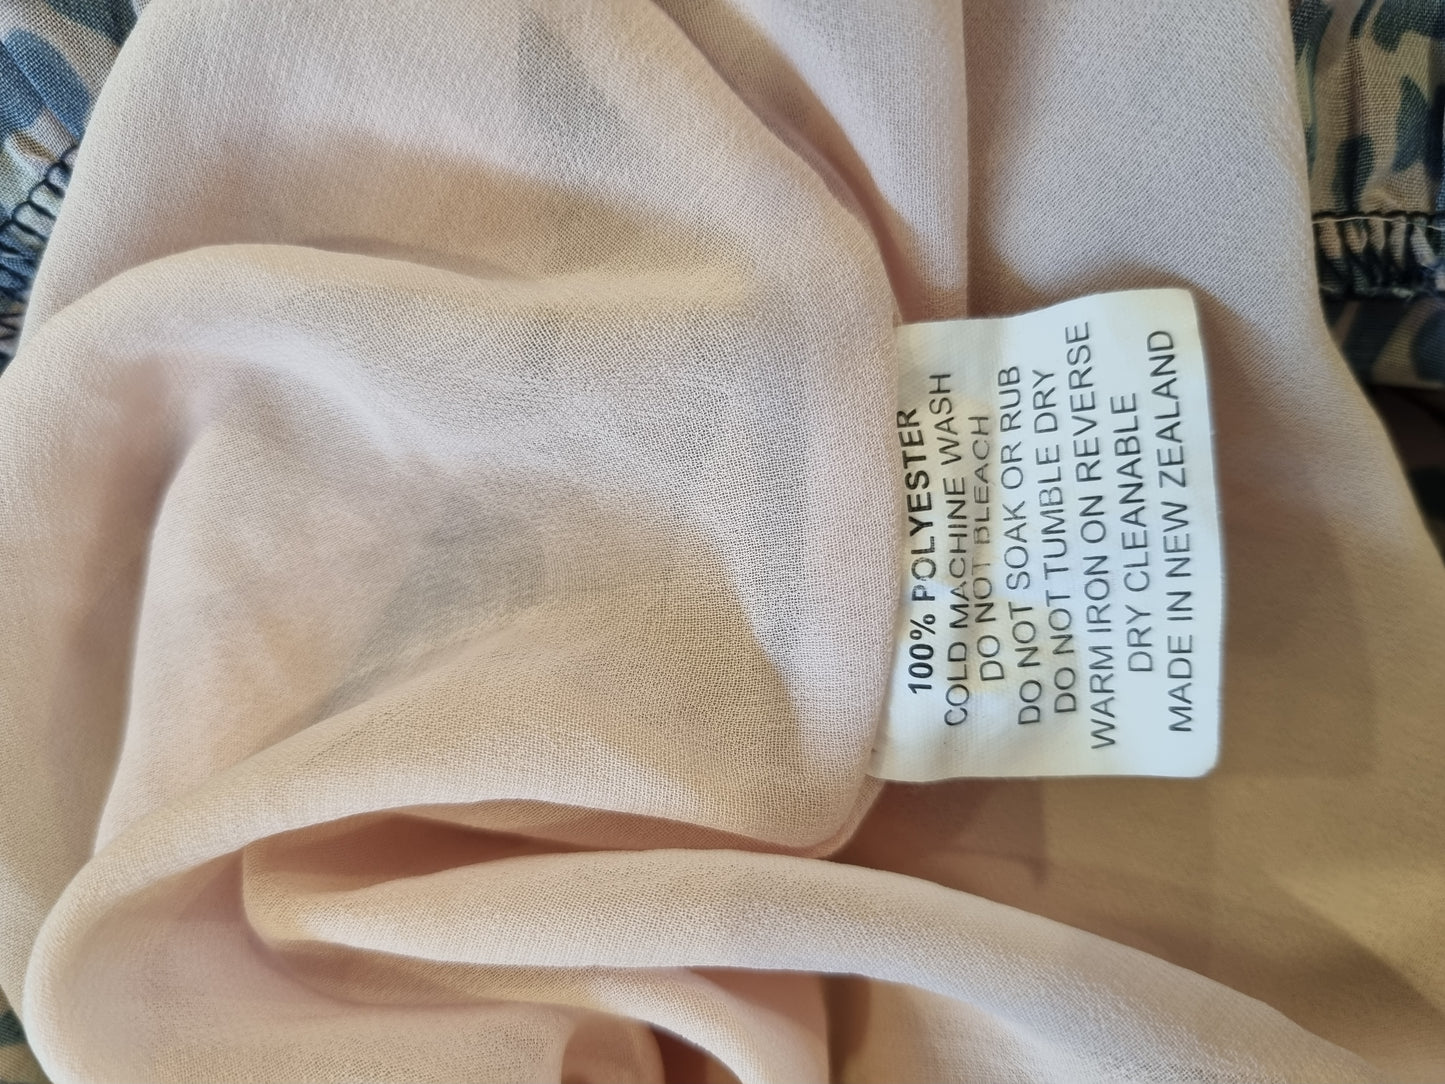 100% POLYESTER
COLD MACHINE WASH
DO NOT BLEACH
DO NOT SOAK OR RUB
DO NOT TUMBLE DRY
WARM IRON ON REVERSE
DRY CLEANABLE
MADE IN NEW ZEALAND